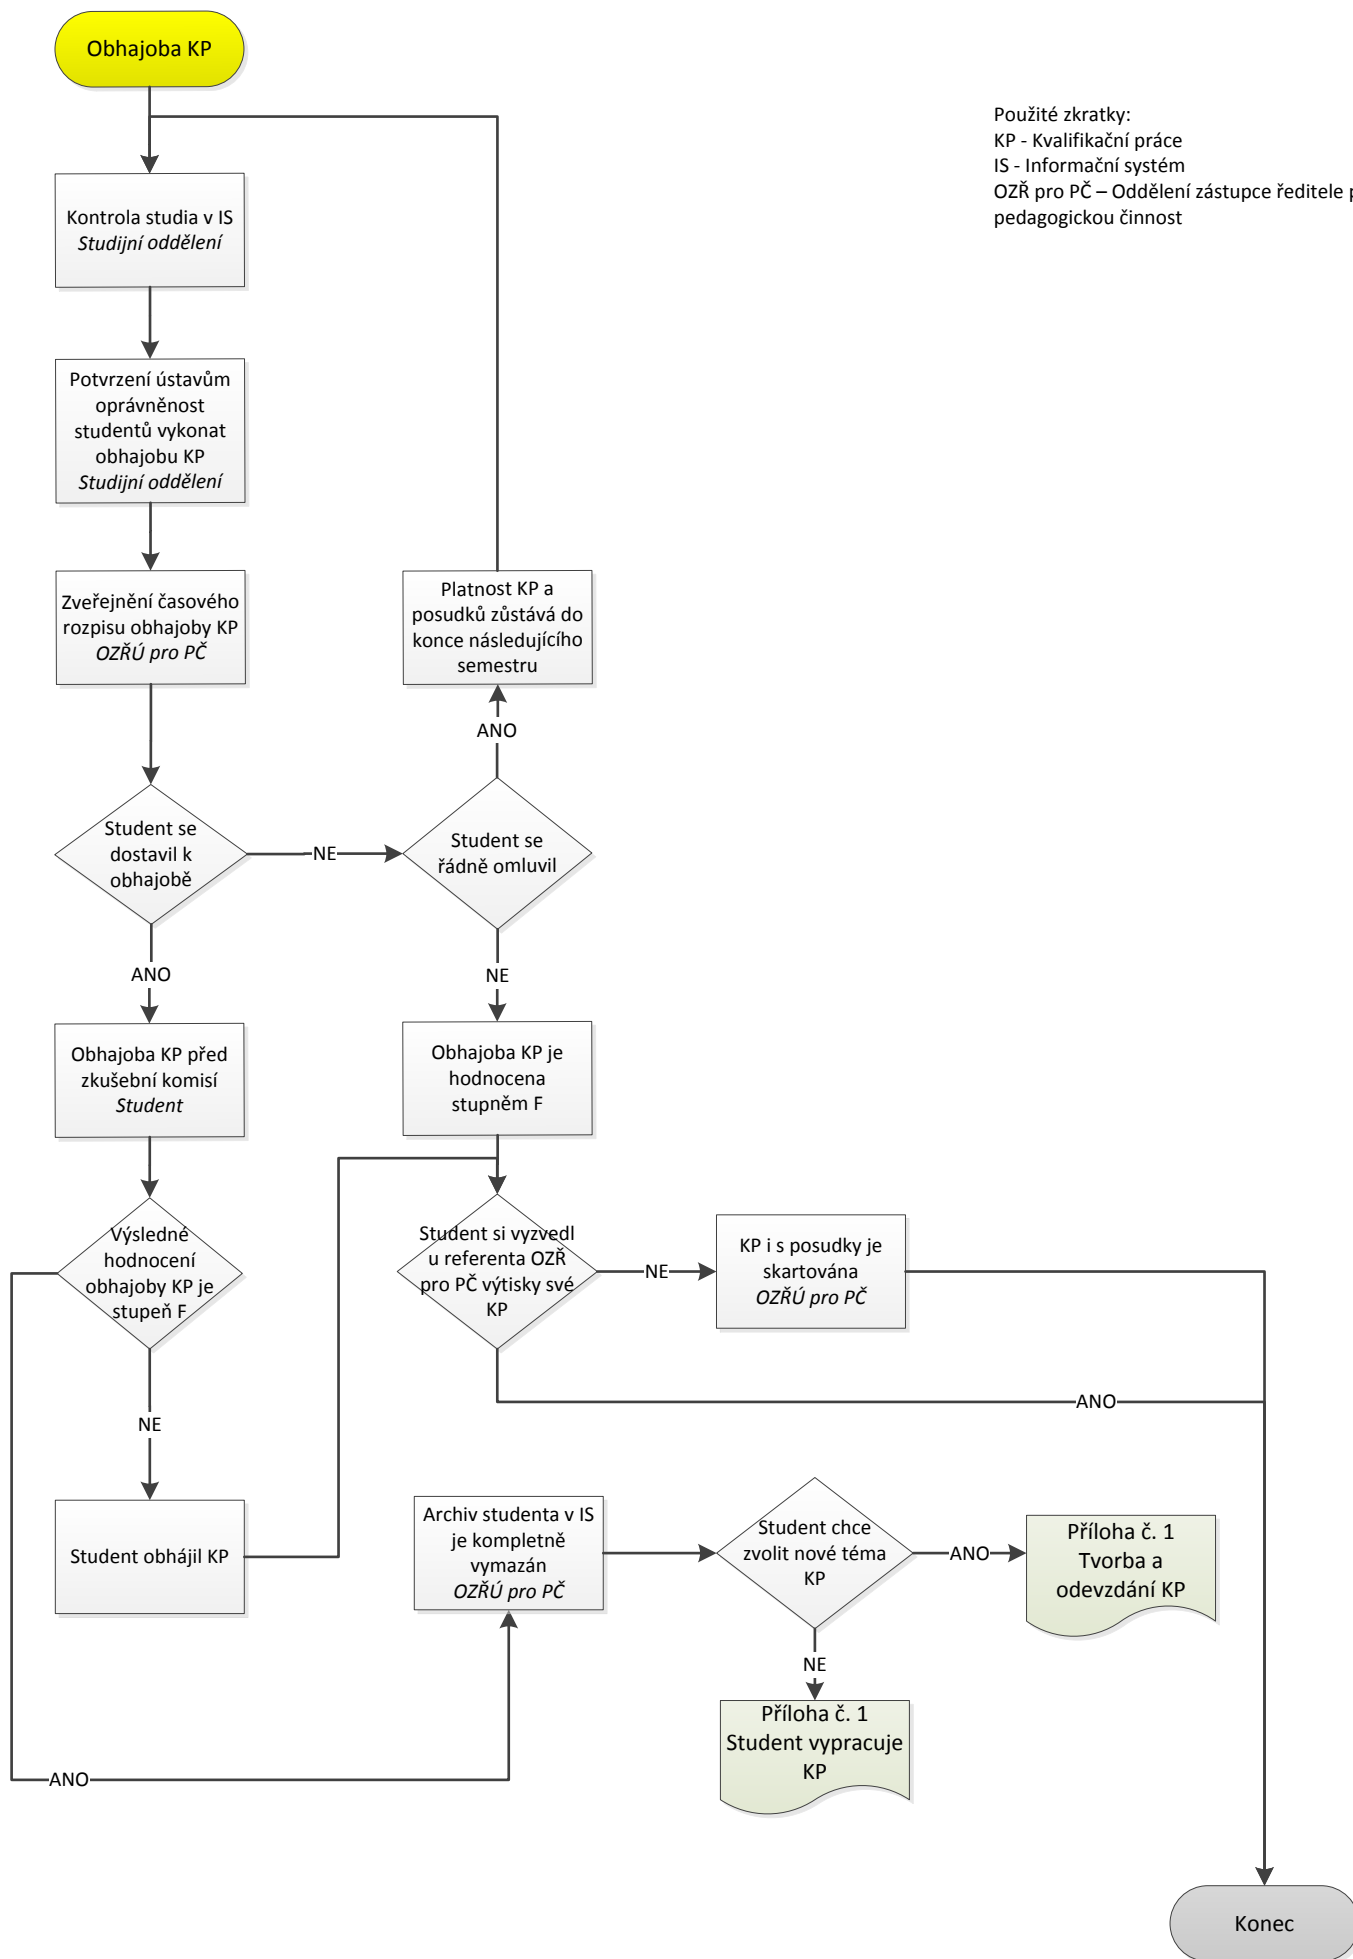 Obhajoba KP
Použité zkratky:
KP - Kvalifikační práce
IS - Informační systém
OZŘ pro PČ – Oddělení zástupce ředitele p
pedagogickou činnost
Kontrola studia v IS
Studijní oddělení
Potvrzení ústavům
oprávněnost
studentů vykonat
obhajobu KP
Studijní oddělení
Zveřejnění časového
rozpisu obhajoby KP
OZŘÚ pro PČ
Platnost KP a
posudků zůstává do
konce následujícího
semestru
ANO
Student se
dostavil k
obhajobě
NE
Student se
řádně omluvil
ANO
NE
Obhajoba KP před
zkušební komisí
Student
Obhajoba KP je
hodnocena
stupněm F
Výsledné
hodnocení
obhajoby KP je
stupeň F
Student si vyzvedl
u referenta OZŘ
pro PČ výtisky své
KP
NE
KP i s posudky je
skartována
OZŘÚ pro PČ
ANO
NE
Student obhájil KP
Archiv studenta v IS
je kompletně
vymazán
OZŘÚ pro PČ
Student chce
zvolit nové téma
KP
ANO
Příloha č. 1
Tvorba a
odevzdání KP
NE
Příloha č. 1
Student vypracuje
KP
ANO
Konec